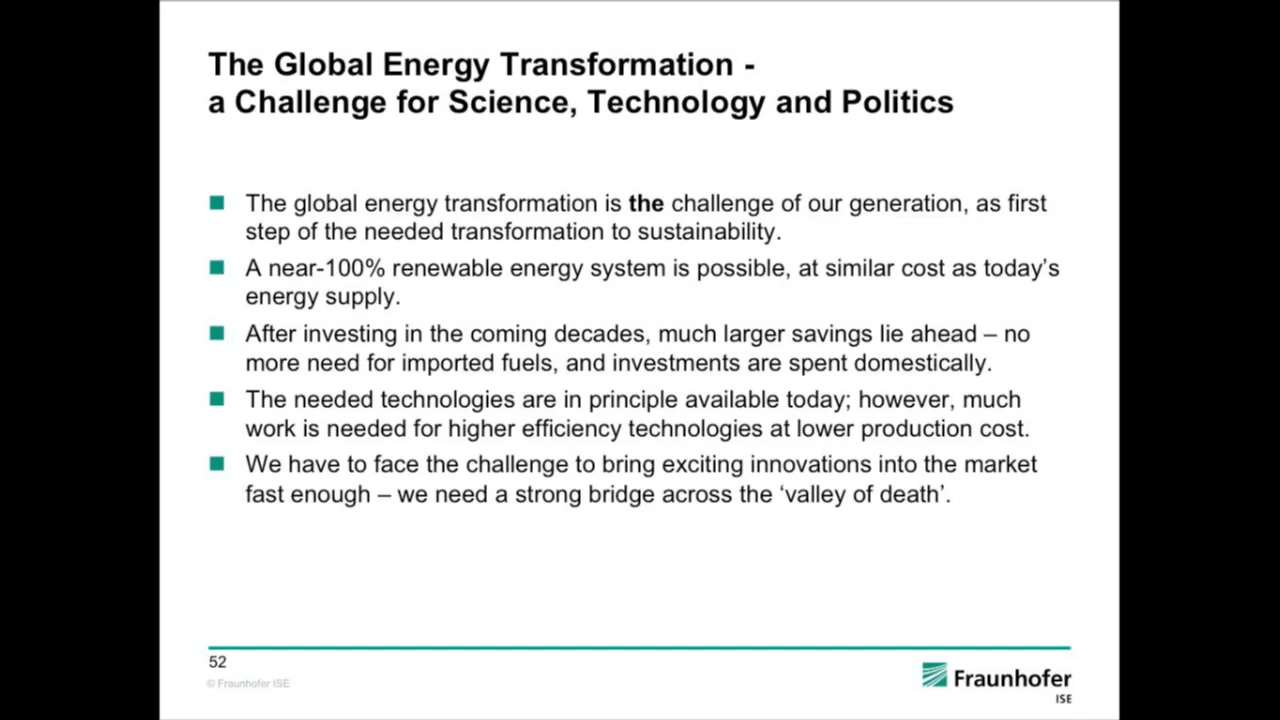 The Global Energy Transformation -
a Challenge for Science, Technology and Politics
The global energy transformation is the challenge of our generation, as first
step of the needed transformation to sustainability.
A near-100% renewable energy system is possible, at similar cost as today’s
energy supply.
After investing in the coming decades, much larger savings lie ahead – no
more need for imported fuels, and investments are spent domestically.
The needed technologies are in principle available today; however, much
work is needed for higher efficiency technologies at lower production cost.
We have to face the challenge to bring exciting innovations into the market
fast enough – we need a strong bridge across the ‘valley of death’.
52
© Fraunhofer ISE
Fraunhofer
ISE